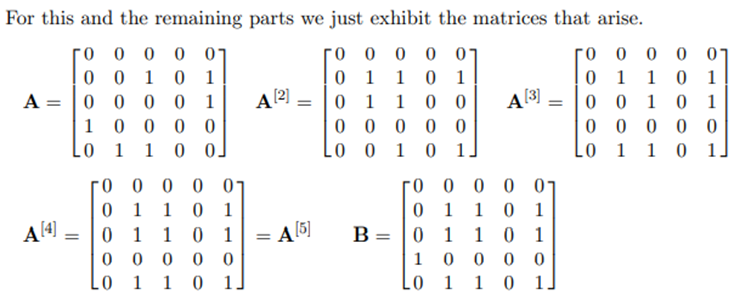 For this and the remaining parts we just exhibit the matrices that arise.
A = [0 0 0 0 0; 0 0 1 0 1; 0 0 0 0 1; 1 0 0 0 0; 0 1 1 0 0] A^[2] = [0 0 0 0 0; 0 1 1 0 1; 0 1 1 0 0; 0 0 0 0 0; 0 0 1 0 1] A^[3] = [0 0 0 0 0; 0 1 1 0 1; 0 0 1 0 1; 0 0 0 0 0; 0 1 1 0 1]
A^[4] = [0 0 0 0 0; 0 1 1 0 1; 0 1 1 0 1; 0 0 0 0 0; 0 1 1 0 1] = A^[5] B = [0 0 0 0 0; 0 1 1 0 1; 0 1 1 0 1; 1 0 0 0 0; 0 1 1 0 1]